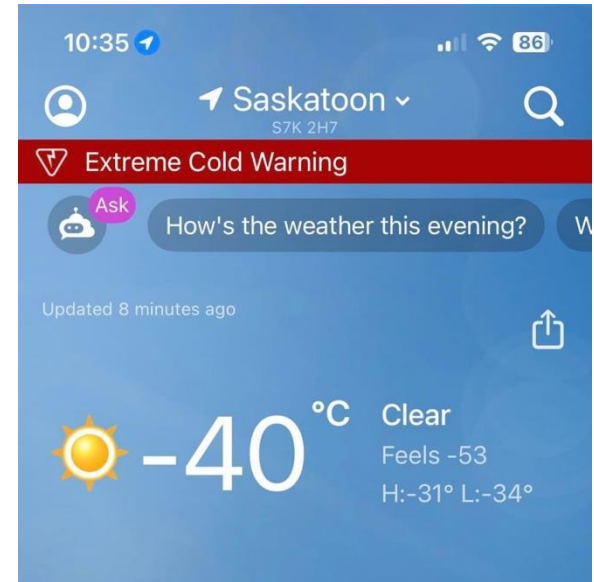 10:35
86
Saskatoon
S7K 2H7
Extreme Cold Warning
Ask
How's the weather this evening?
W
Updated 8 minutes ago
-40 °C
Clear
Feels -53
H:-31° L:-34°